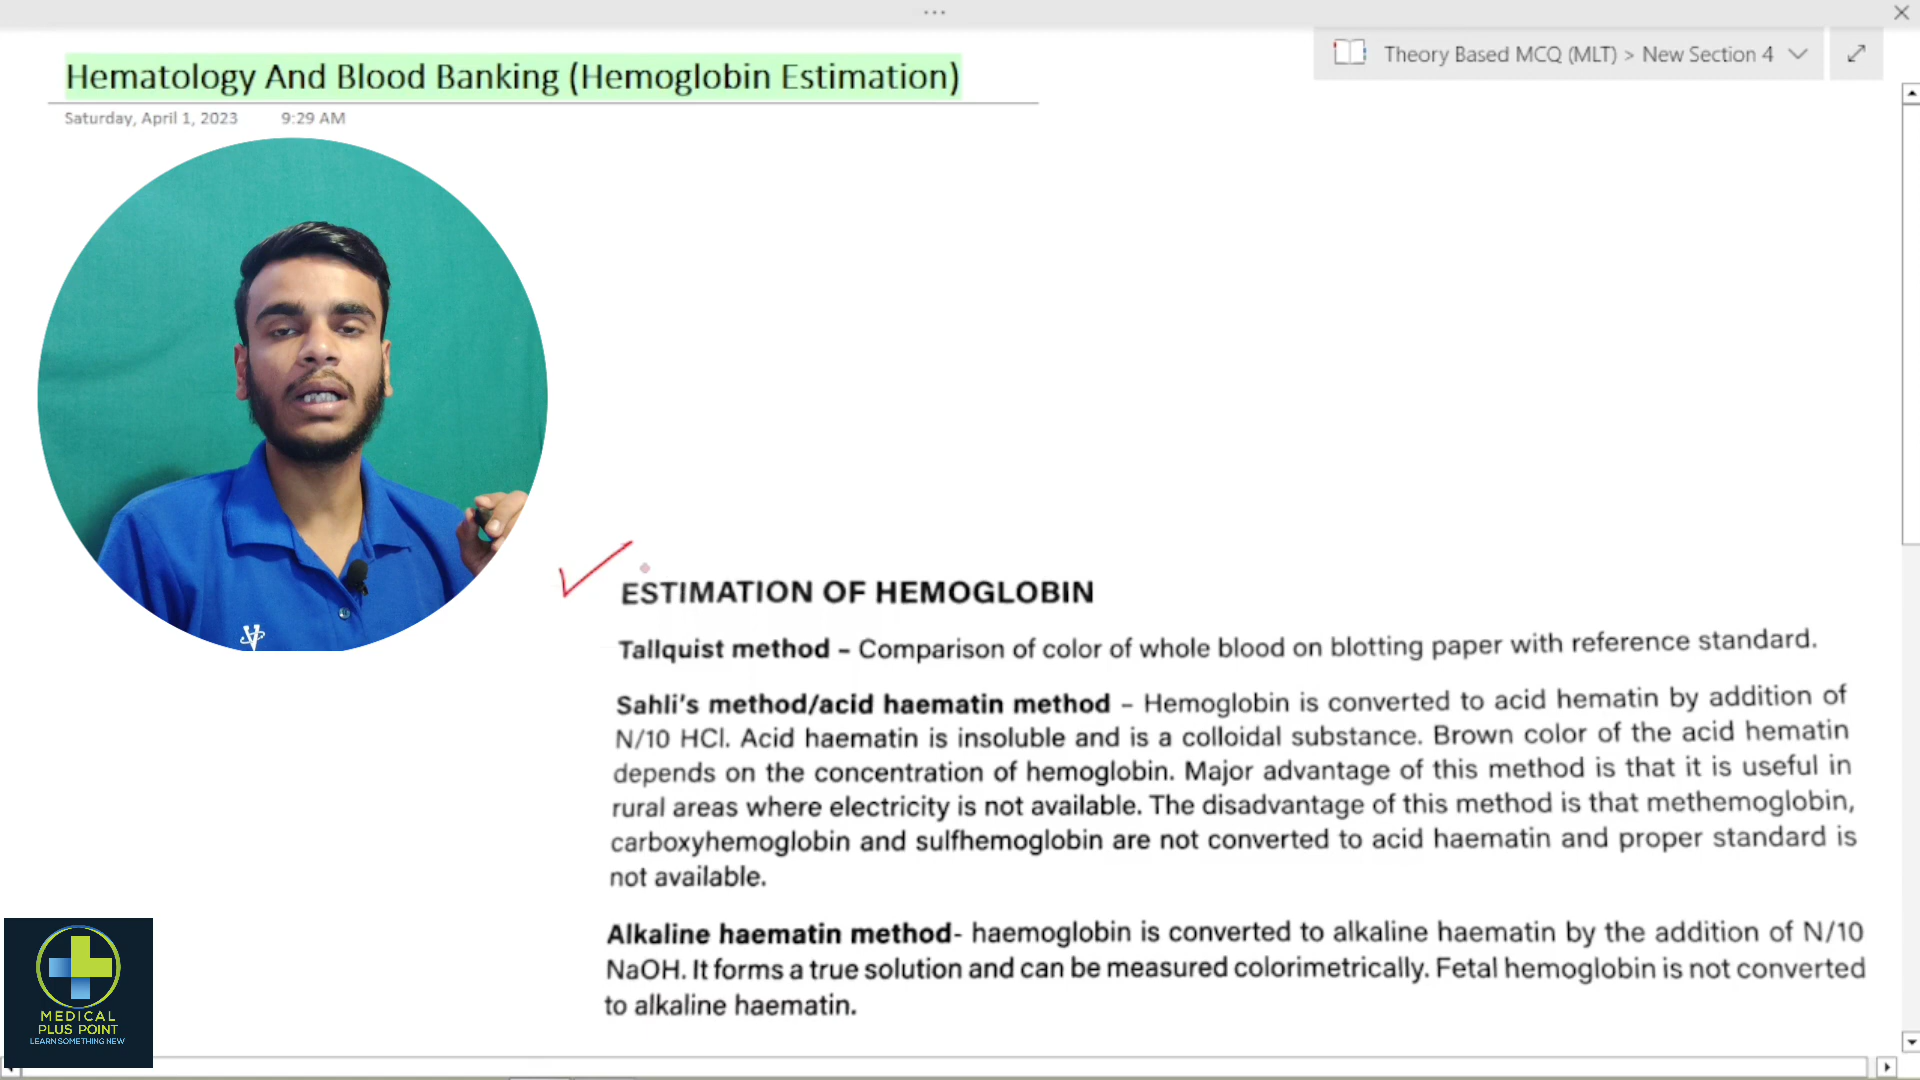 Hematology And Blood Banking (Hemoglobin Estimation)
Theory Based MCQ (MLT) > New Section 4
Saturday, April 1, 2023 9:29 AM
ESTIMATION OF HEMOGLOBIN
Tallquist method – Comparison of color of whole blood on blotting paper with reference standard.
Sahli's method/acid haematin method – Hemoglobin is converted to acid hematin by addition of
N/10 HCl. Acid haematin is insoluble and is a colloidal substance. Brown color of the acid hematin
depends on the concentration of hemoglobin. Major advantage of this method is that it is useful in
rural areas where electricity is not available. The disadvantage of this method is that methemoglobin,
carboxyhemoglobin and sulfhemoglobin are not converted to acid haematin and proper standard is
not available.
Alkaline haematin method- haemoglobin is converted to alkaline haematin by the addition of N/10
NaOH. It forms a true solution and can be measured colorimetrically. Fetal hemoglobin is not converted
to alkaline haematin.
MEDICAL
PLUS POINT
LEARN SOMETHING NEW